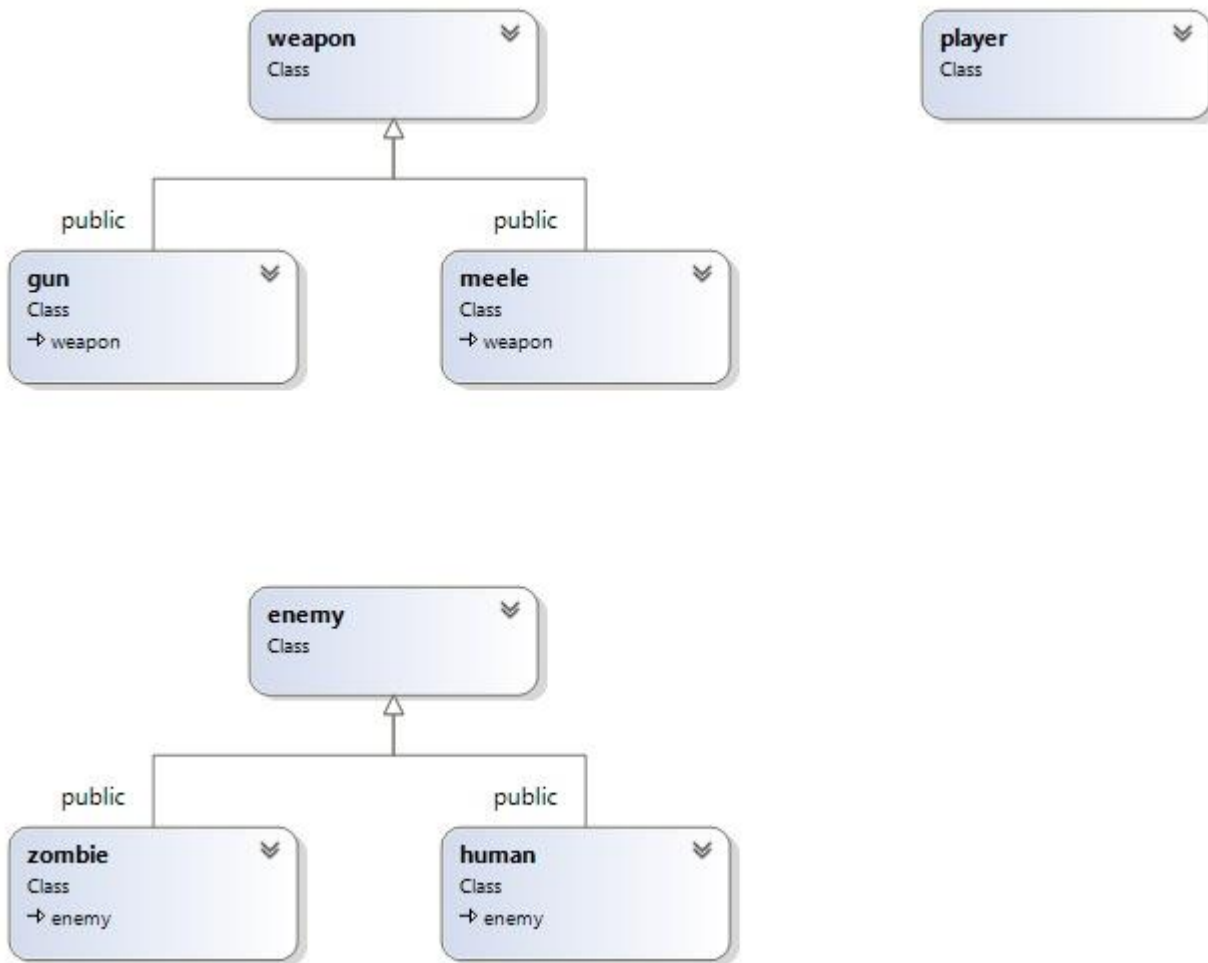 weapon
Class
player
Class
public
public
gun
Class
weapon
meele
Class
weapon
enemy
Class
public
public
zombie
Class
enemy
human
Class
enemy